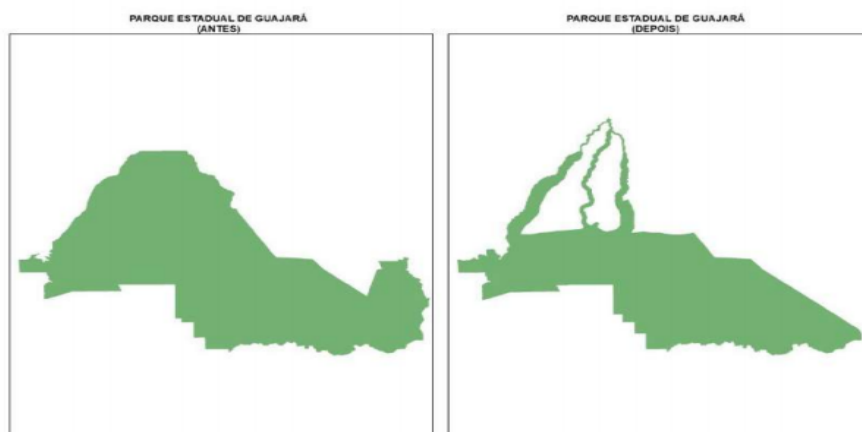 PARQUE ESTADUAL DE GUAJARÁ
(ANTES)
PARQUE ESTADUAL DE GUAJARÁ
(DEPOIS)